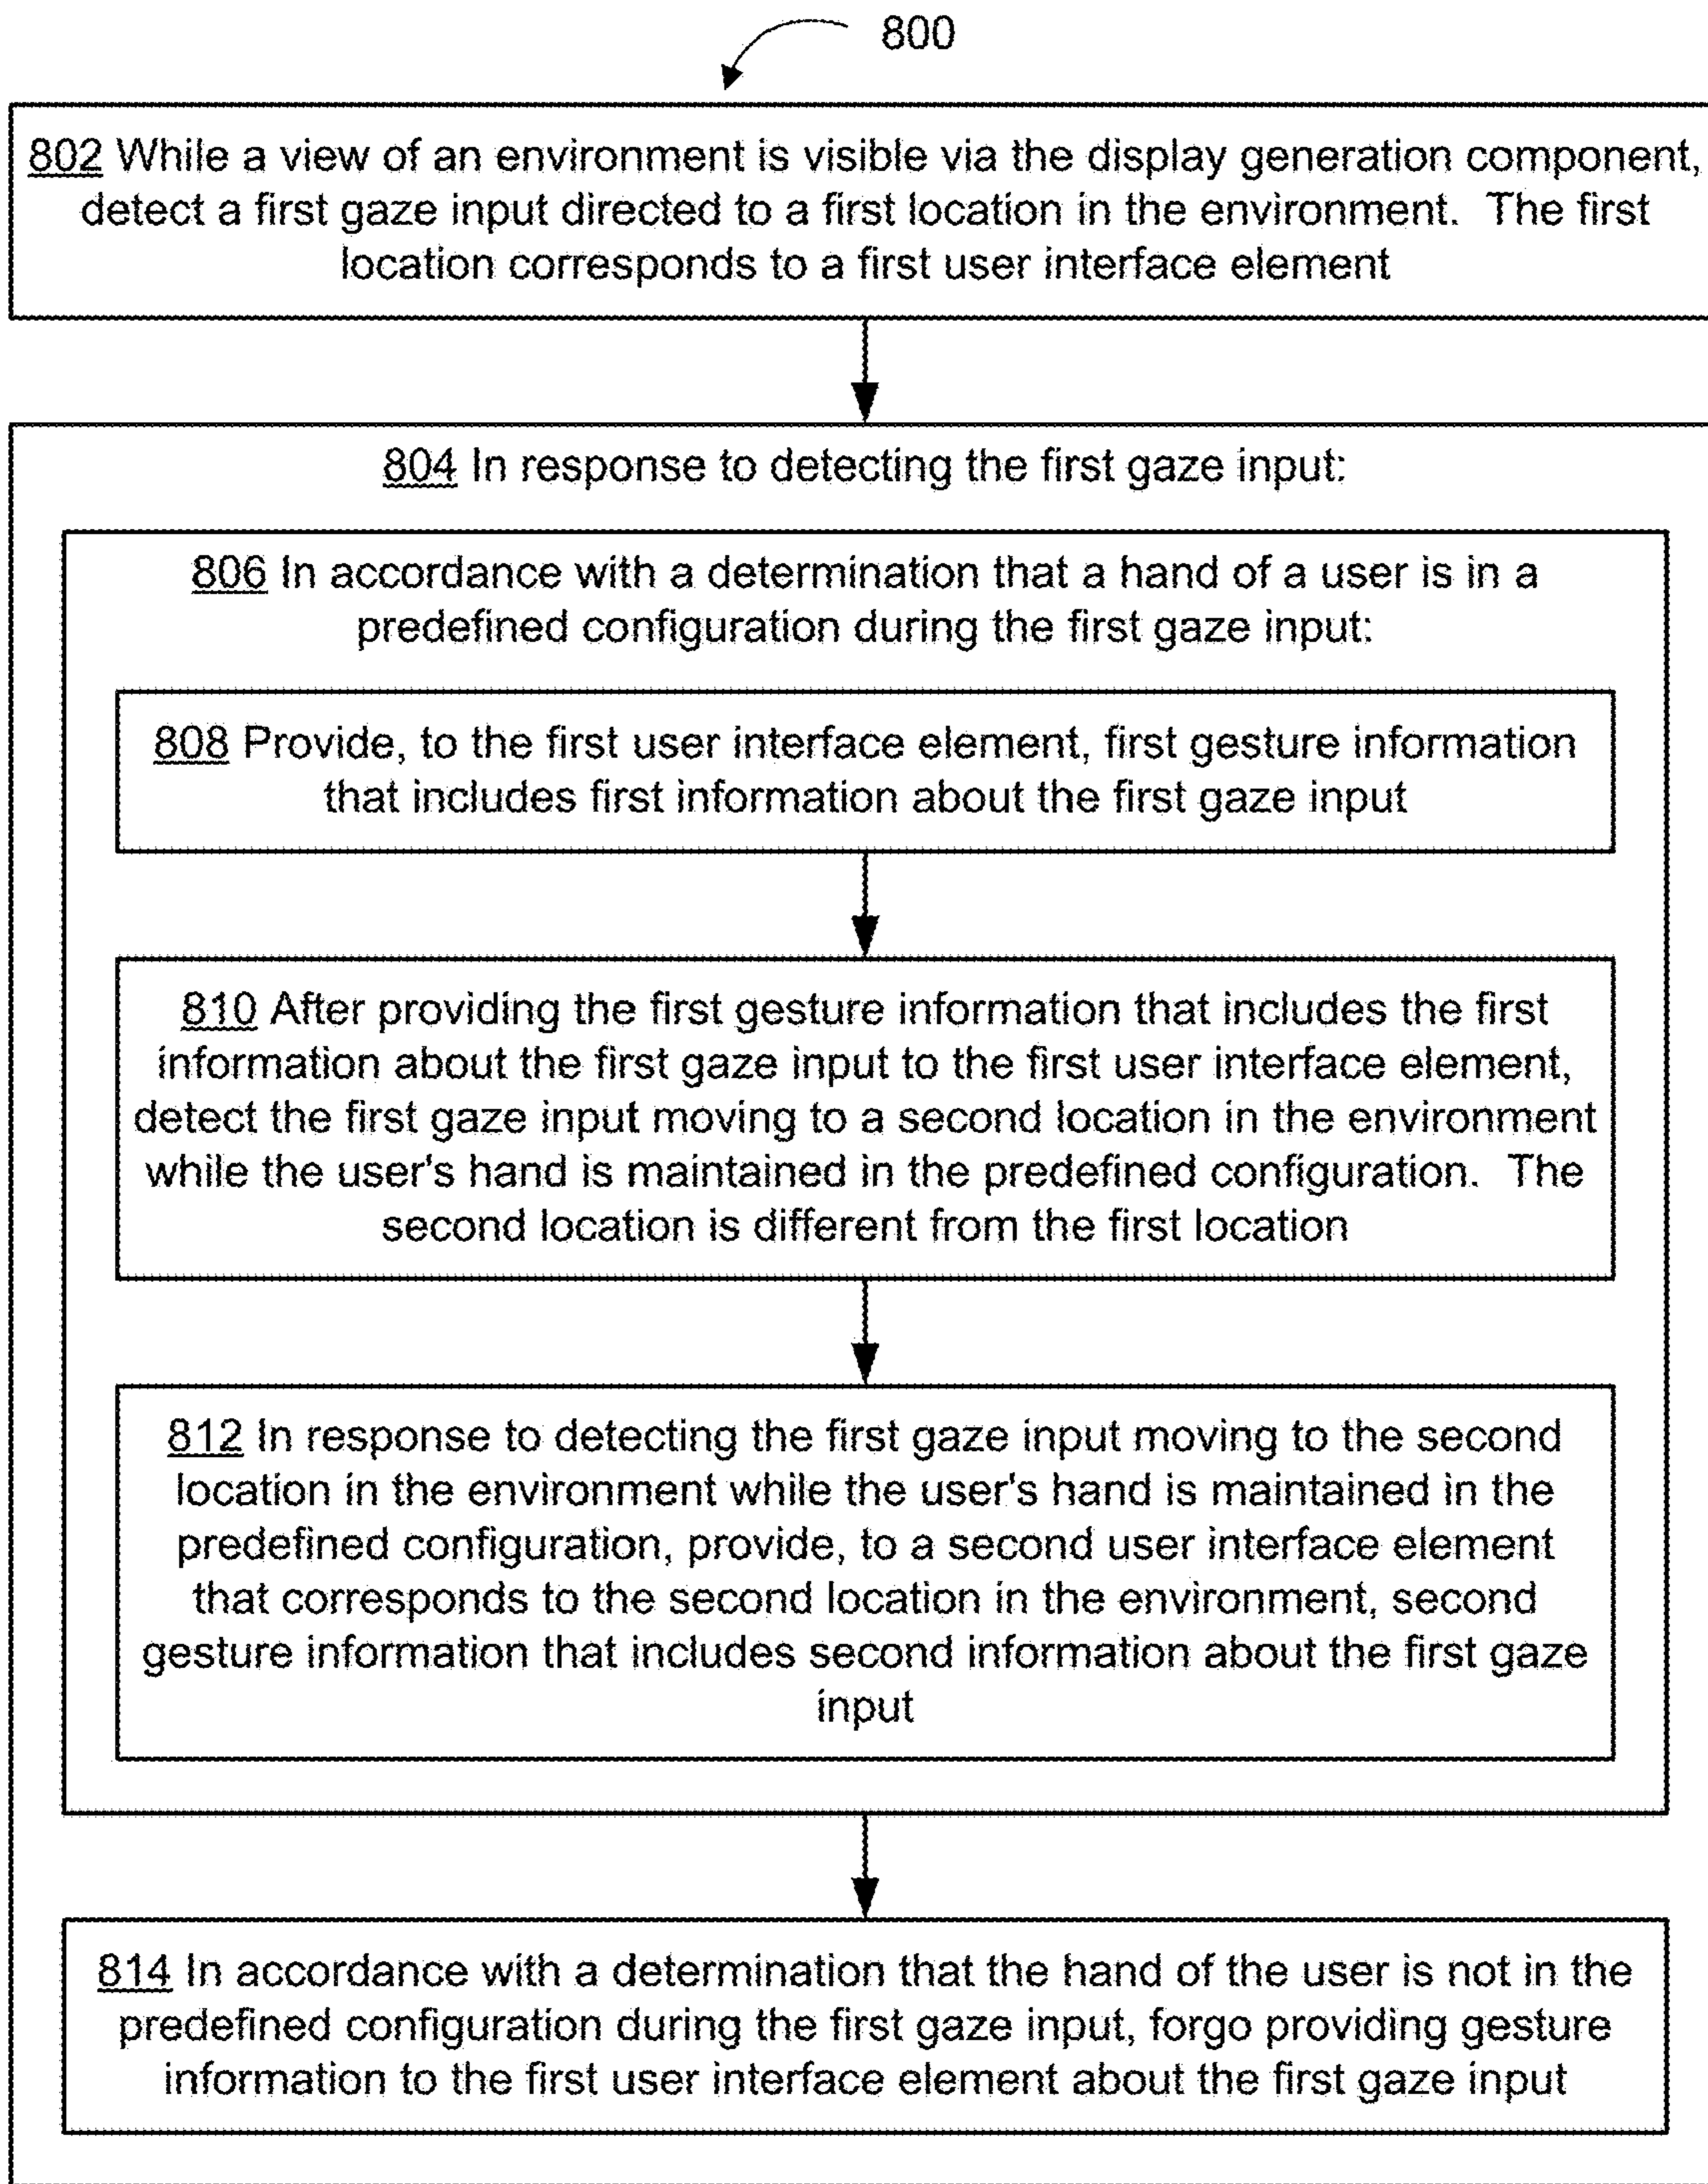 800
802 While a view of an environment is visible via the display generation component,
detect a first gaze input directed to a first location in the environment. The first
location corresponds to a first user interface element
804 In response to detecting the first gaze input:
806 In accordance with a determination that a hand of a user is in a
predefined configuration during the first gaze input:
808 Provide, to the first user interface element, first gesture information
that includes first information about the first gaze input
810 After providing the first gesture information that includes the first
information about the first gaze input to the first user interface element,
detect the first gaze input moving to a second location in the environment
while the user's hand is maintained in the predefined configuration. The
second location is different from the first location
812 In response to detecting the first gaze input moving to the second
location in the environment while the user's hand is maintained in the
predefined configuration, provide, to a second user interface element
that corresponds to the second location in the environment, second
gesture information that includes second information about the first gaze
input
814 In accordance with a determination that the hand of the user is not in the
predefined configuration during the first gaze input, forgo providing gesture
information to the first user interface element about the first gaze input